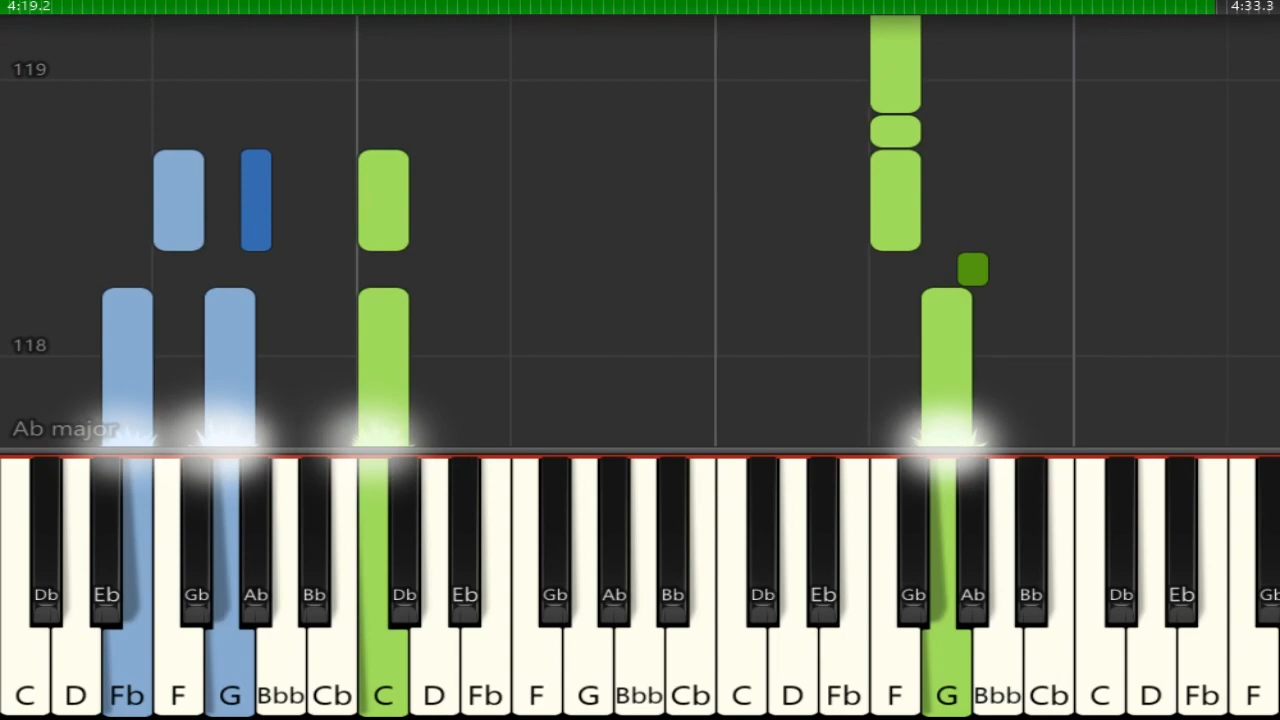 4:19.2 4:33.3
119
118
Ab major
Db Eb Gb Ab Bb Db Eb Gb Ab Bb Db Eb Gb Ab Bb Db Eb Gb
C D Fb F G Bbb Cb C D Fb F G Bbb Cb C D Fb F G Bbb Cb C D Fb F